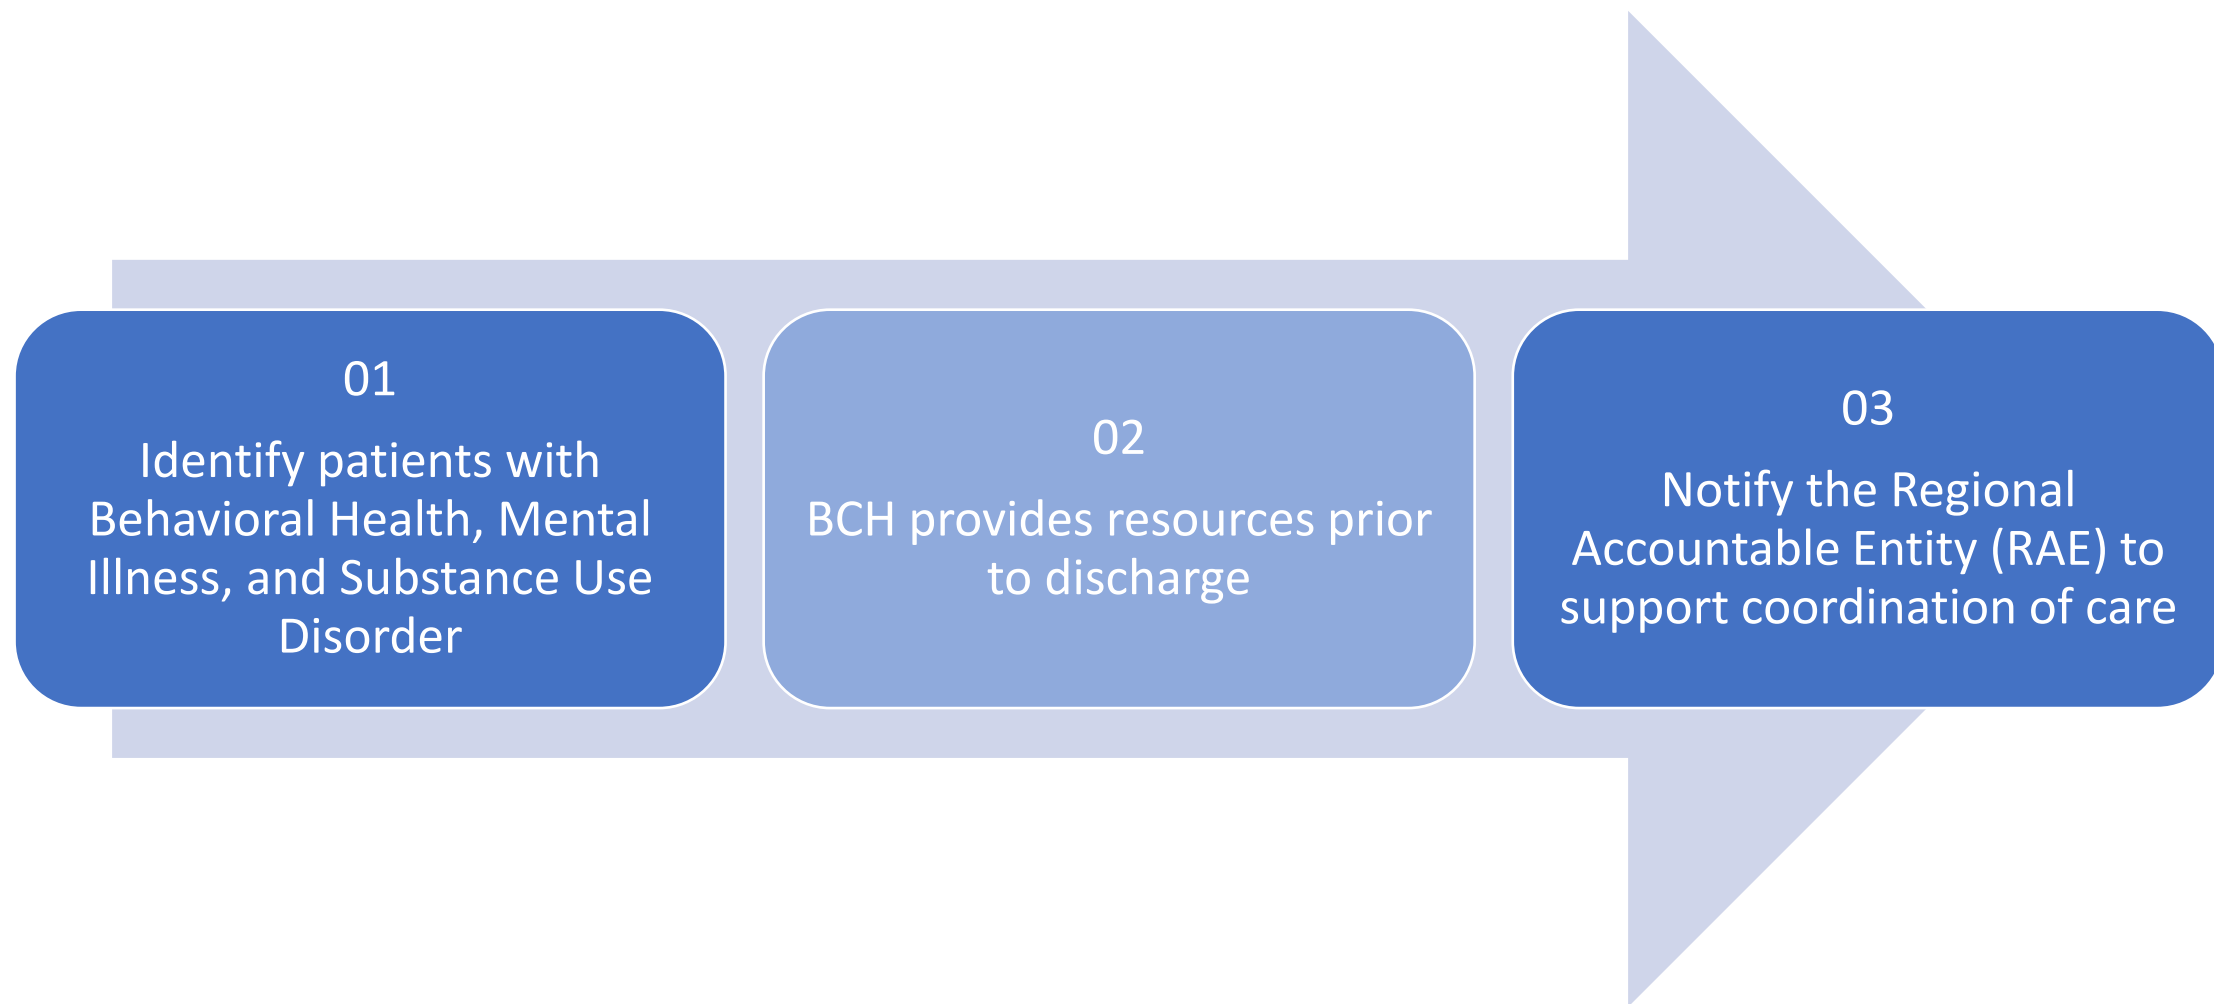 01
Identify patients with
Behavioral Health, Mental
Illness, and Substance Use
Disorder
02
BCH provides resources prior
to discharge
03
Notify the Regional
Accountable Entity (RAE) to
support coordination of care